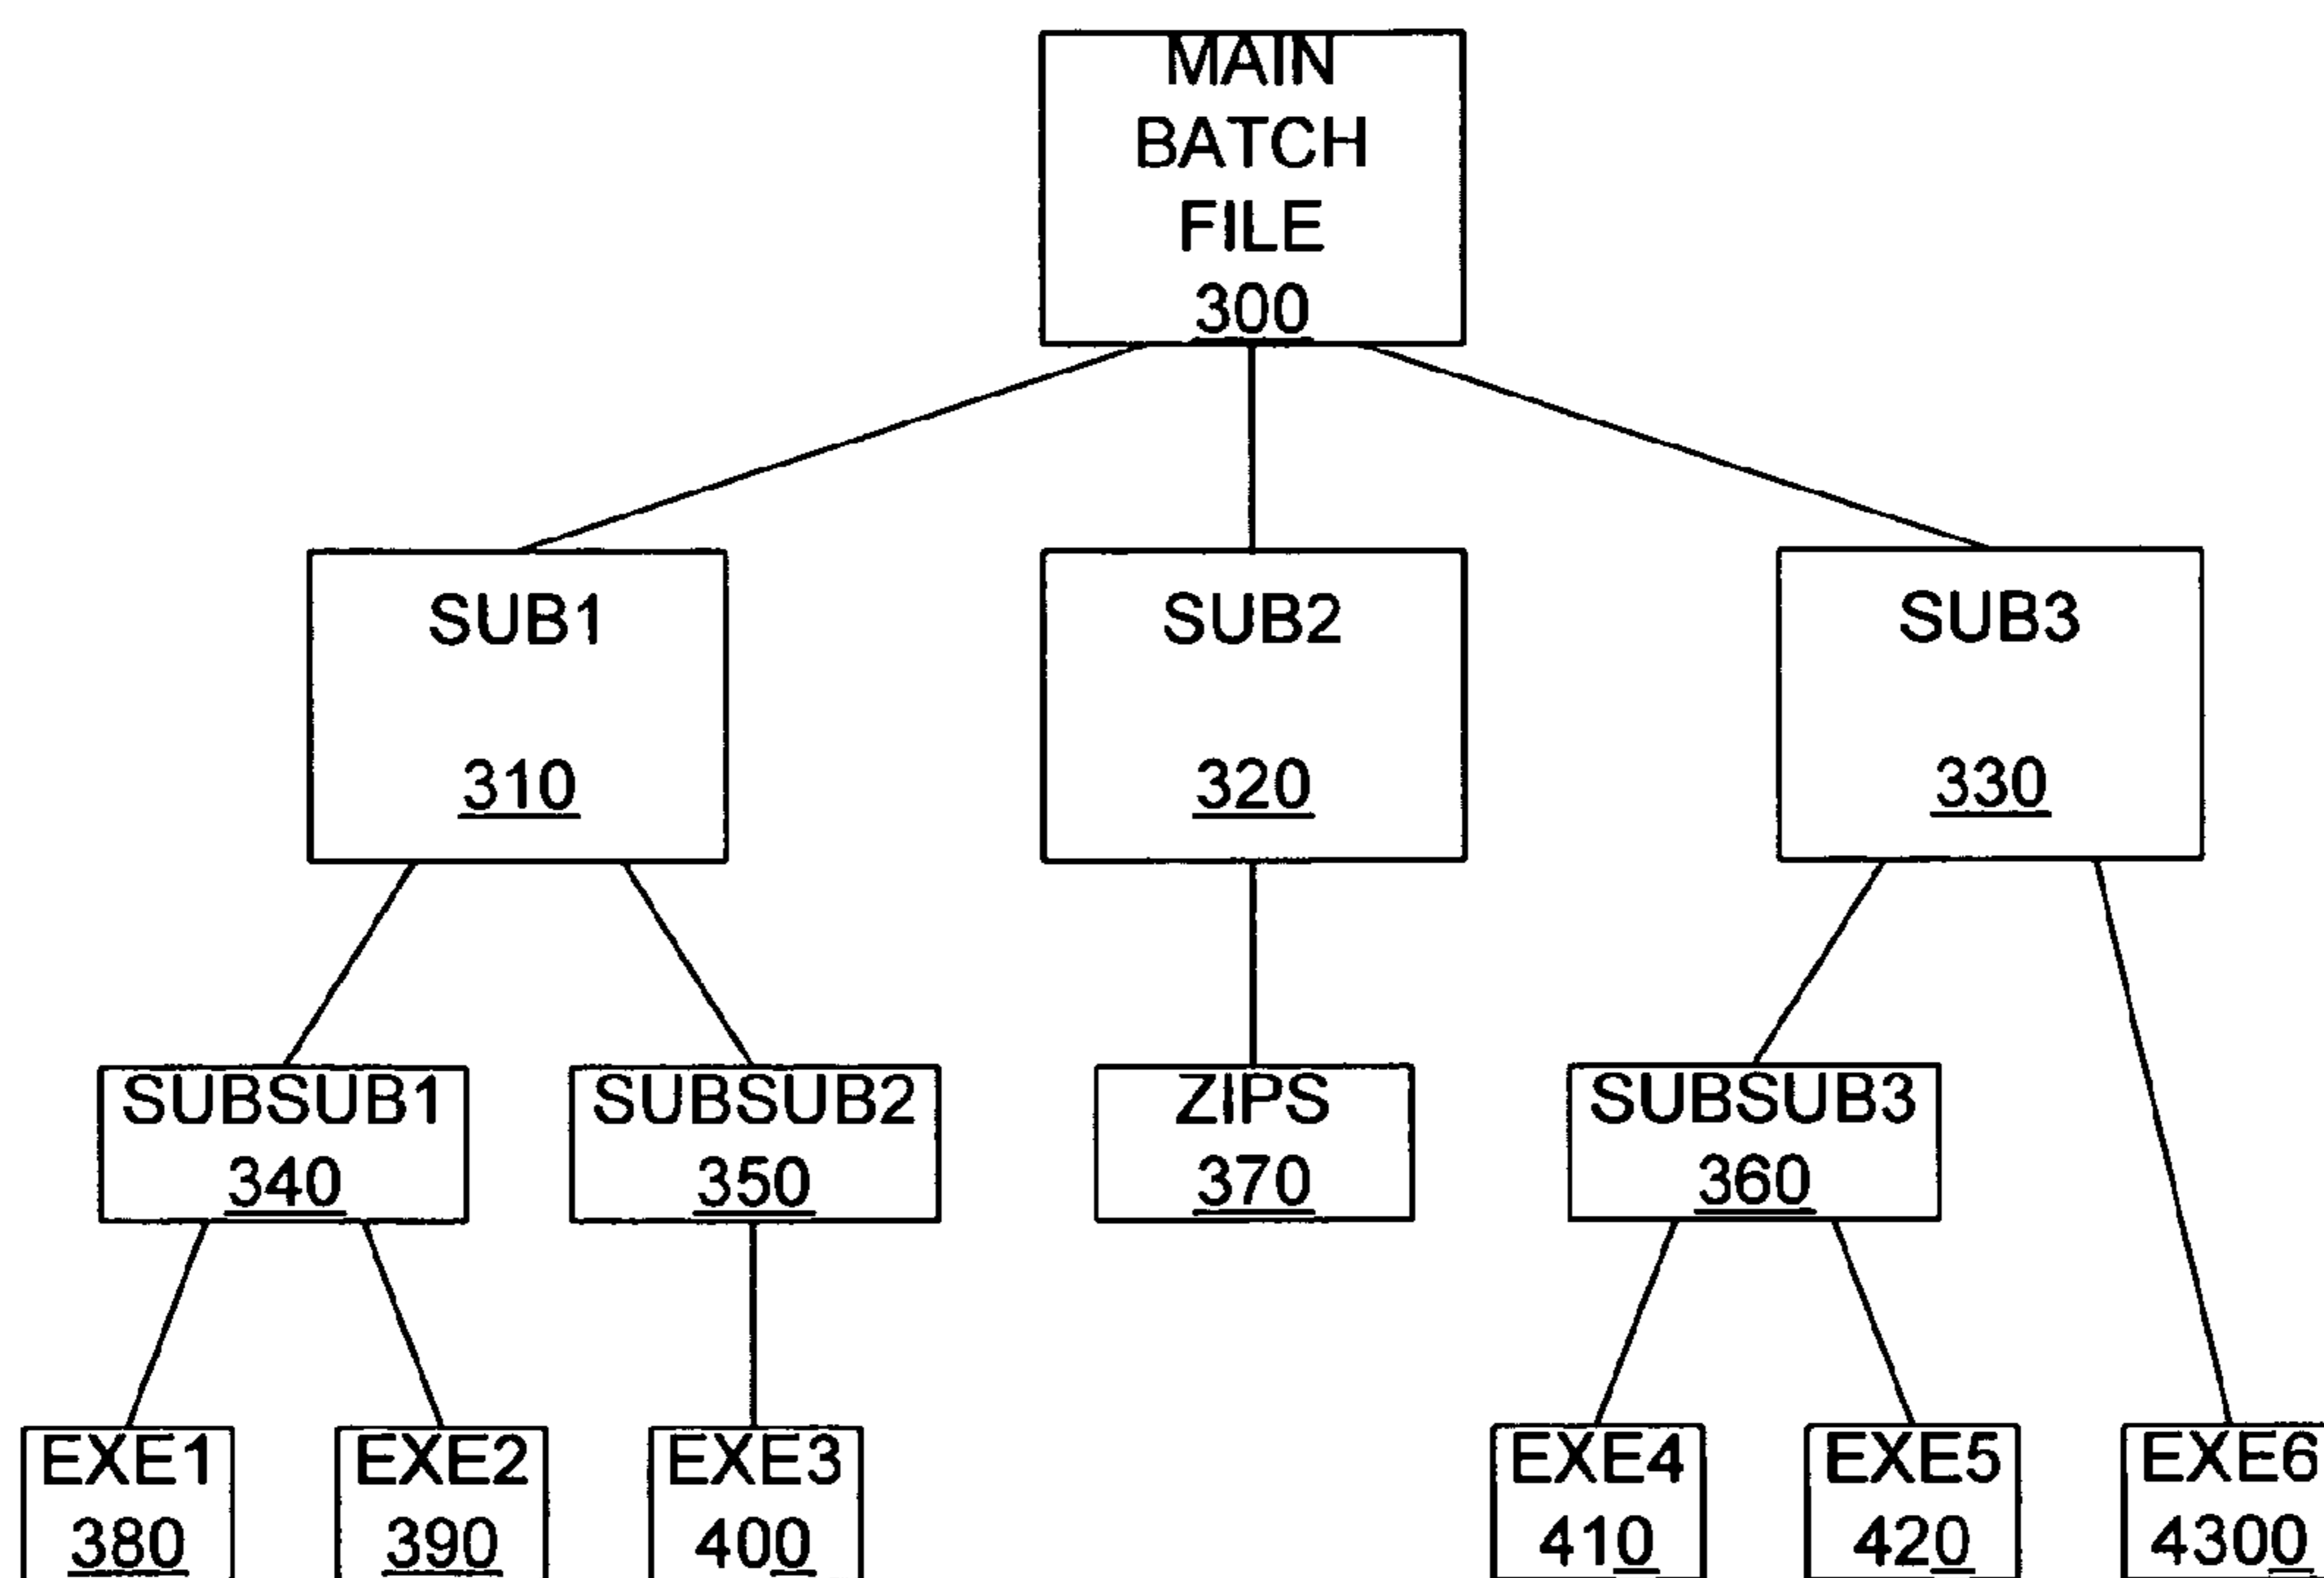 MAIN
BATCH
FILE
300
SUB1
310
SUB2
320
SUB3
330
SUBSUB1
340
SUBSUB2
350
ZIPS
370
SUBSUB3
360
EXE1
380
EXE2
390
EXE3
400
EXE4
410
EXE5
420
EXE6
4300